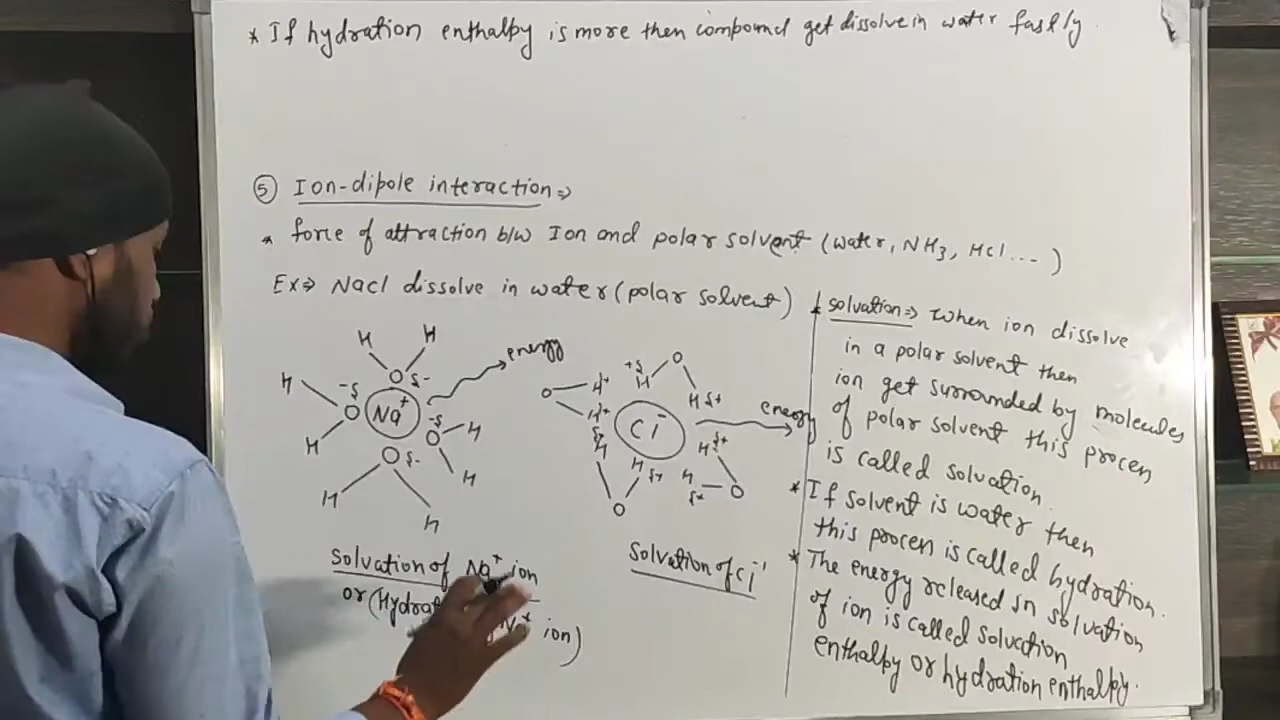 * If hydration enthalpy is more then compound get dissolve in water fastly
⑤ Ion-dipole interaction ⇒
* force of attraction b/w Ion and polar solvent (water, NH3, HCl....)
Ex ⇒ NaCl dissolve in water (polar solvent)
H H
H O δ- energy
-δ O Na+ -δ O H
H O δ- H
H H
Solvation of Na+ ion
or (Hydrat
ion)
+δ H O
O H δ+ H δ+ energy
H δ+ Cl- H δ+
δ+ H H δ+ H δ+ O
O
Solvation of Cl-
* solvation ⇒ When ion dissolve
in a polar solvent then
ion get surrounded by molecules
of polar solvent this procen
is called solvation
* If solvent is water then
this procen is called hydration.
* The energy released in solvation
of ion is called solvation
enthalpy or hydration enthalpy.